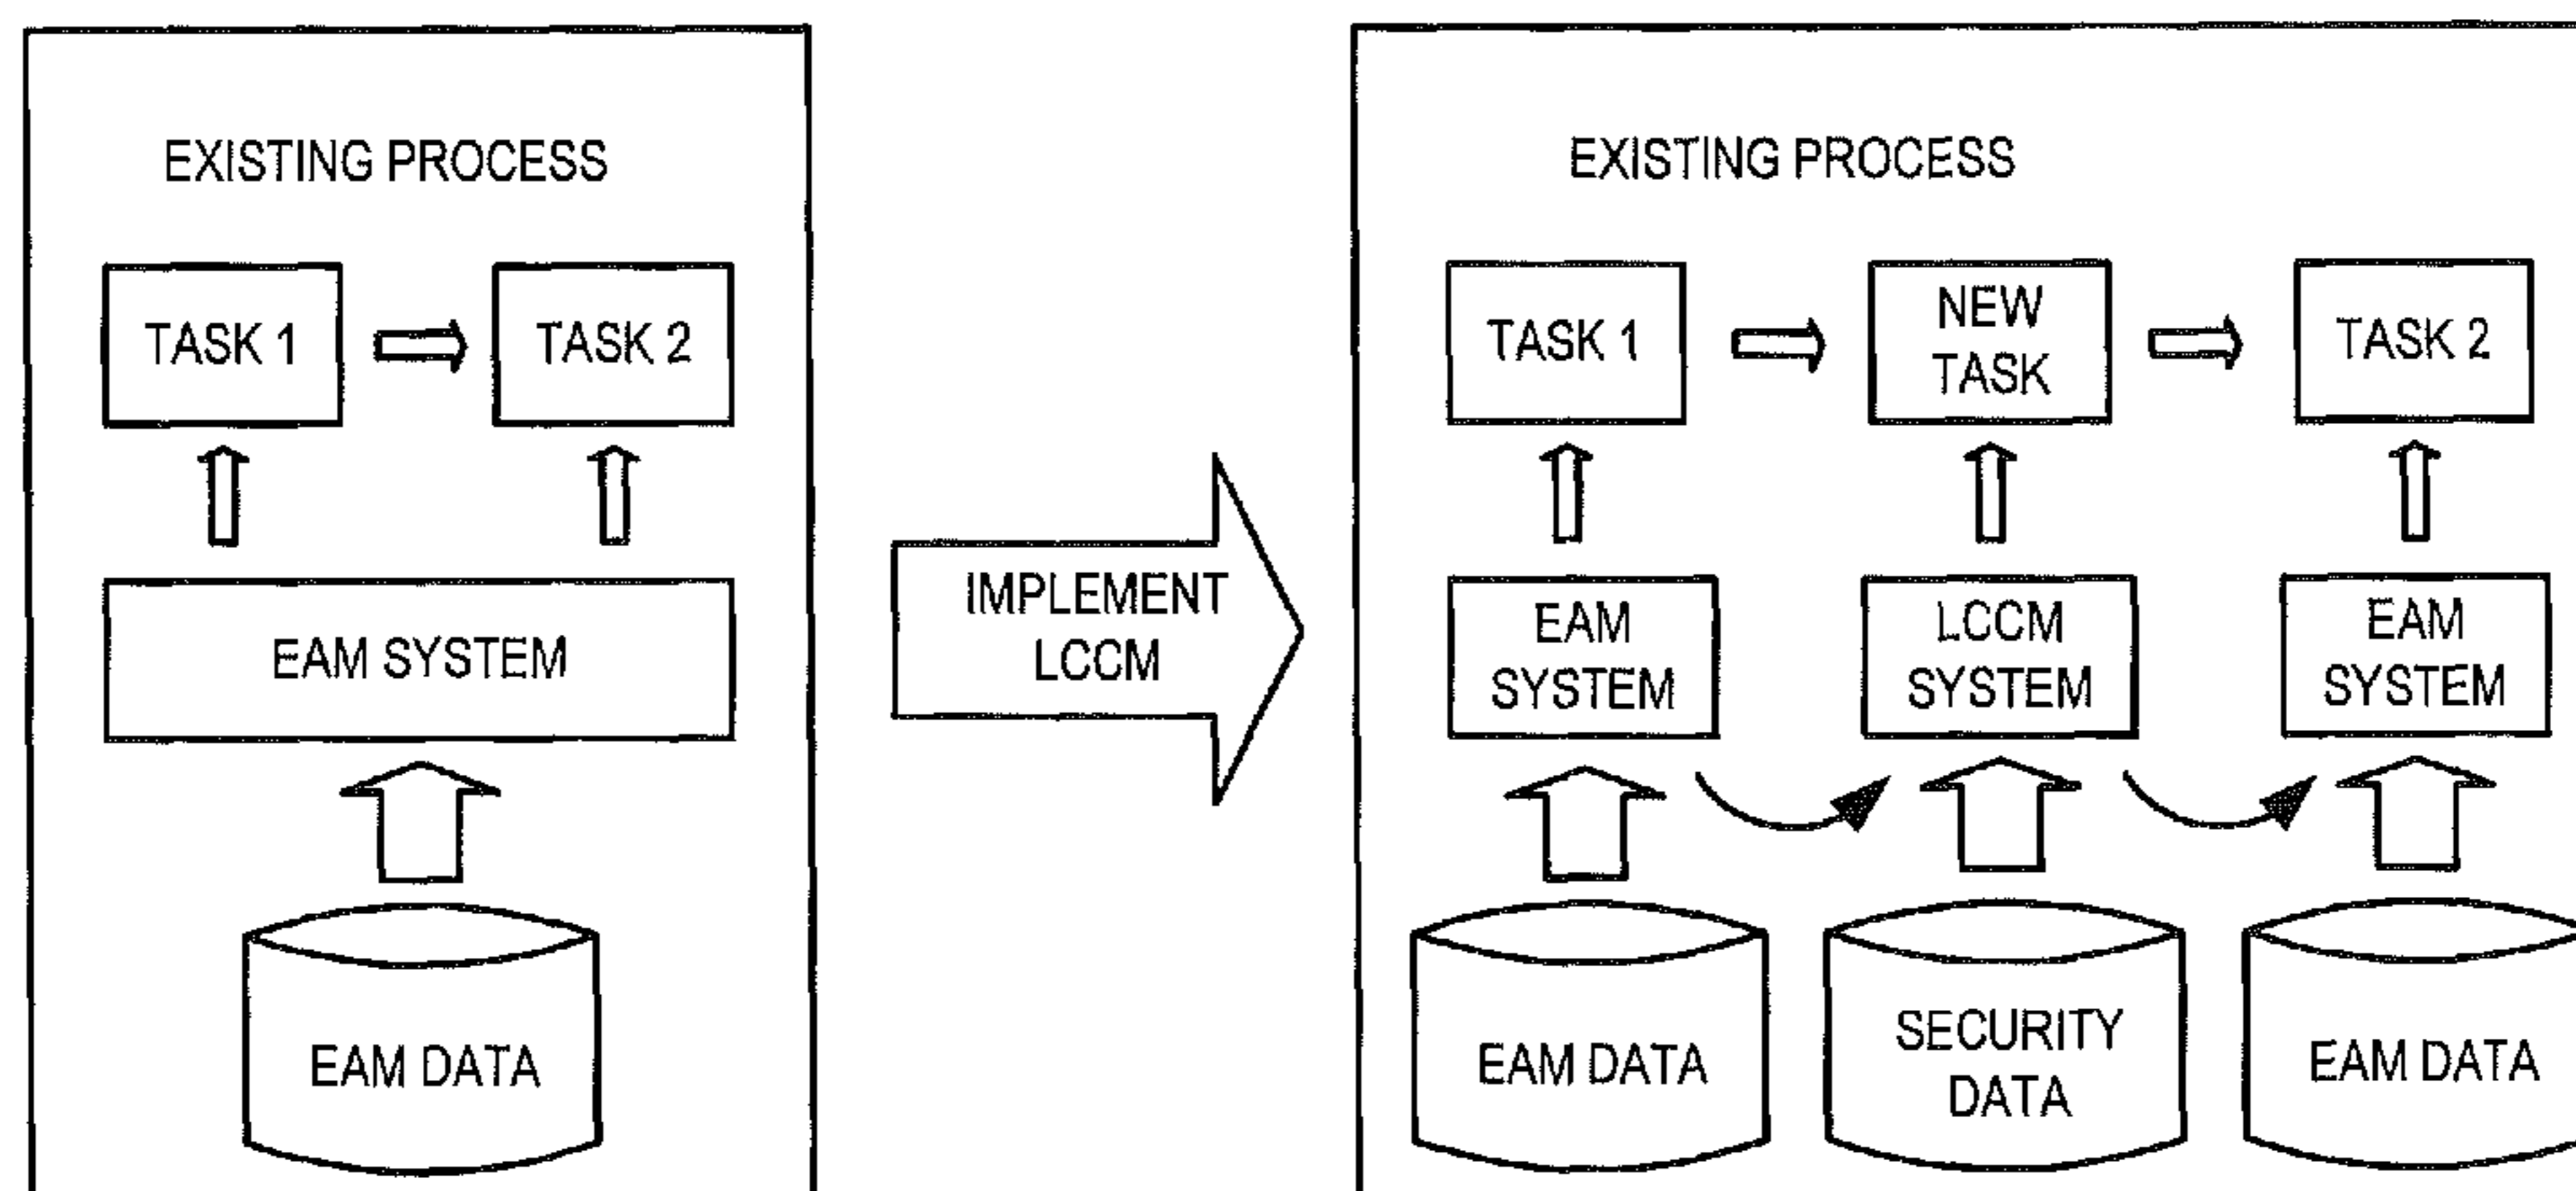 EXISTING PROCESS
TASK 1
TASK 2
EAM SYSTEM
EAM DATA
IMPLEMENT
LCCM
EXISTING PROCESS
TASK 1
NEW
TASK
TASK 2
EAM
SYSTEM
LCCM
SYSTEM
EAM
SYSTEM
EAM DATA
SECURITY
DATA
EAM DATA